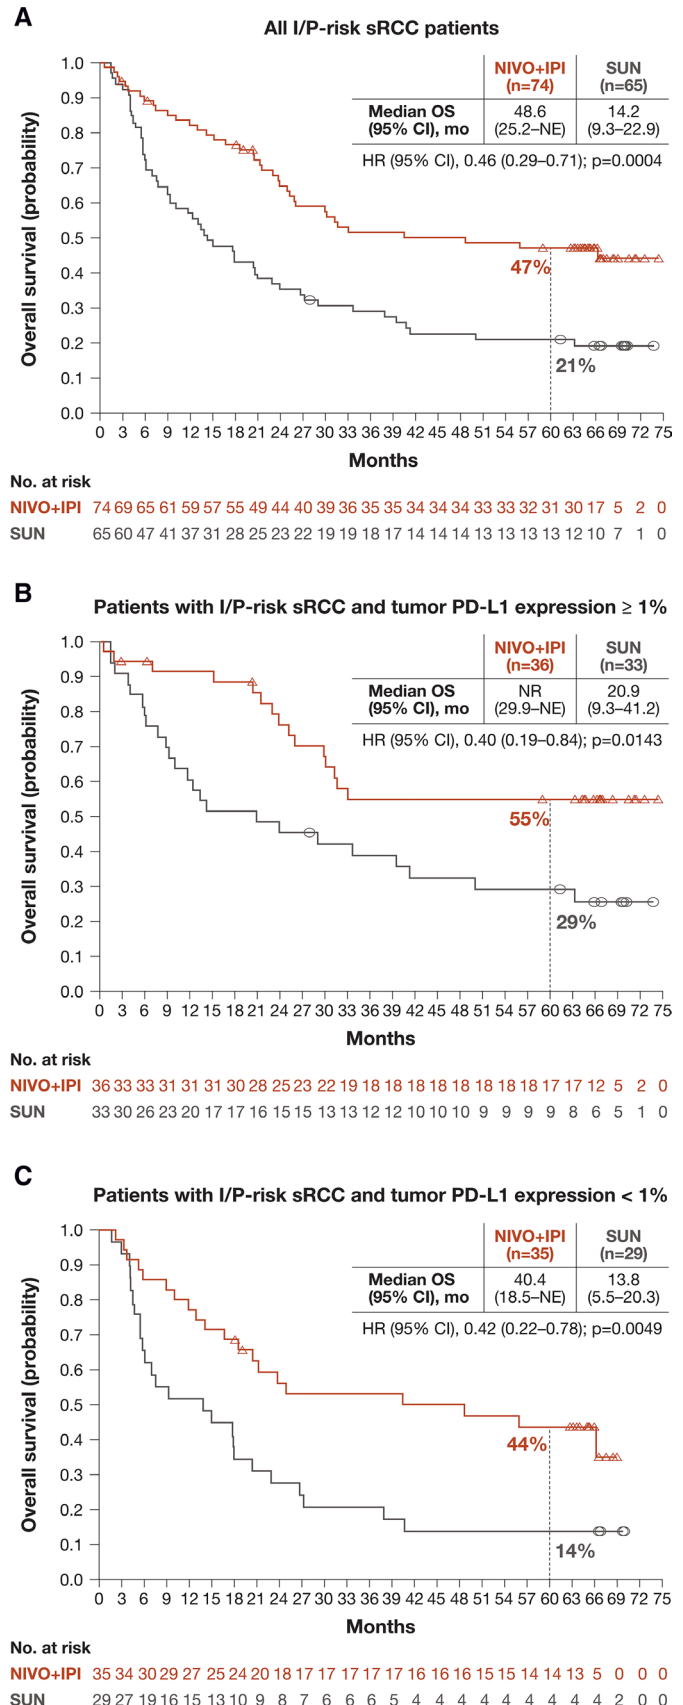 A
All I/P-risk sRCC patients
NIVO+IPI SUN
(n=74) (n=65)
Median OS 48.6 14.2
(95% CI), mo (25.2–NE) (9.3–22.9)
HR (95% CI), 0.46 (0.29–0.71); p=0.0004
Overall survival (probability)
1.0
0.9
0.8
0.7
0.6
0.5
0.4
0.3
0.2
0.1
0.0
47%
21%
0 3 6 9 12 15 18 21 24 27 30 33 36 39 42 45 48 51 54 57 60 63 66 69 72 75
Months
No. at risk
NIVO+IPI 74 69 65 61 59 57 55 49 44 40 39 36 35 35 34 34 34 33 33 32 31 30 17 5 2 0
SUN 65 60 47 41 37 31 28 25 23 22 19 19 18 17 14 14 14 13 13 13 13 12 10 7 1 0
B
Patients with I/P-risk sRCC and tumor PD-L1 expression ≥ 1%
NIVO+IPI SUN
(n=36) (n=33)
Median OS NR 20.9
(95% CI), mo (29.9–NE) (9.3–41.2)
HR (95% CI), 0.40 (0.19–0.84); p=0.0143
Overall survival (probability)
1.0
0.9
0.8
0.7
0.6
0.5
0.4
0.3
0.2
0.1
0.0
55%
29%
0 3 6 9 12 15 18 21 24 27 30 33 36 39 42 45 48 51 54 57 60 63 66 69 72 75
Months
No. at risk
NIVO+IPI 36 33 33 31 31 31 30 28 25 23 22 19 18 18 18 18 18 18 18 18 17 17 12 5 2 0
SUN 33 30 26 23 20 17 17 16 15 15 13 13 12 12 10 10 10 9 9 9 9 8 6 5 1 0
C
Patients with I/P-risk sRCC and tumor PD-L1 expression < 1%
NIVO+IPI SUN
(n=35) (n=29)
Median OS 40.4 13.8
(95% CI), mo (18.5–NE) (5.5–20.3)
HR (95% CI), 0.42 (0.22–0.78); p=0.0049
Overall survival (probability)
1.0
0.9
0.8
0.7
0.6
0.5
0.4
0.3
0.2
0.1
0.0
44%
14%
0 3 6 9 12 15 18 21 24 27 30 33 36 39 42 45 48 51 54 57 60 63 66 69 72 75
Months
No. at risk
NIVO+IPI 35 34 30 29 27 25 24 20 18 17 17 17 17 17 16 16 16 15 15 14 14 13 5 0 0 0
SUN 29 27 19 16 15 13 10 9 8 7 6 6 6 5 4 4 4 4 4 4 4 4 4 2 0 0